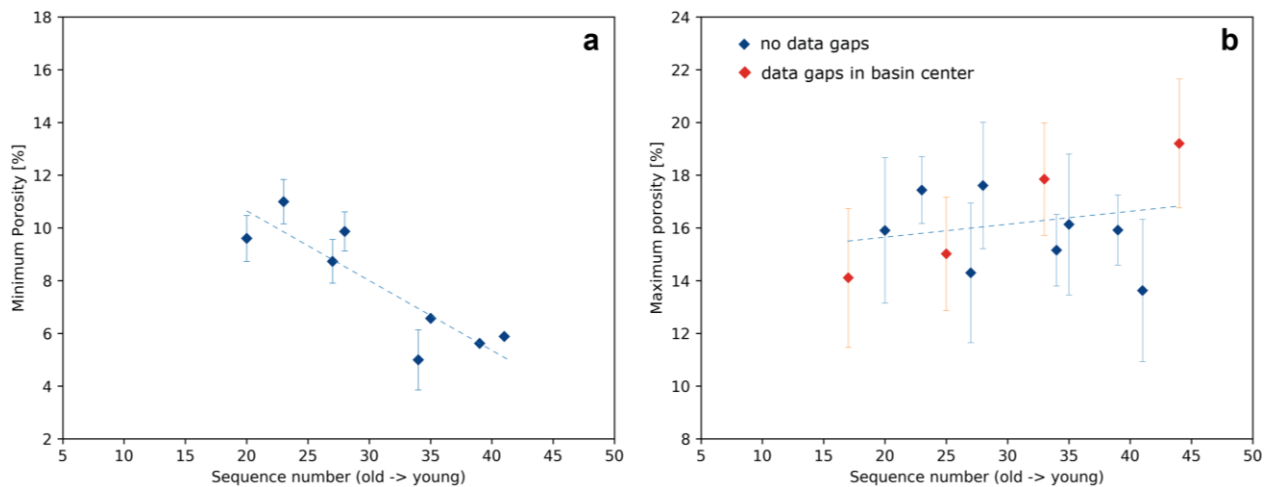 18
16
14
12
10
8
6
4
2
Minimum Porosity [%]
5 10 15 20 25 30 35 40 45 50
Sequence number (old -> young)
a
24
22
20
18
16
14
12
10
8
Maximum porosity [%]
5 10 15 20 25 30 35 40 45 50
Sequence number (old -> young)
b
no data gaps
data gaps in basin center